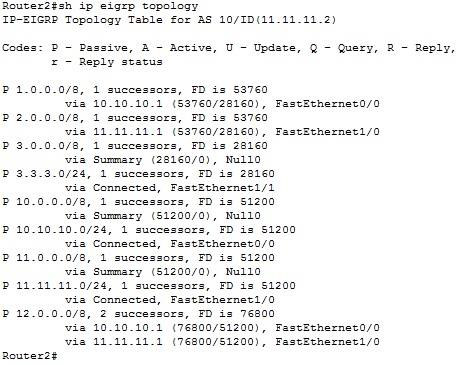 Router2#sh ip eigrp topology
IP-EIGRP Topology Table for AS 10/ID(11.11.11.2)
Codes: P - Passive, A - Active, U - Update, Q - Query, R - Reply,
r - Reply status
P 1.0.0.0/8, 1 successors, FD is 53760
via 10.10.10.1 (53760/28160), FastEthernet0/0
P 2.0.0.0/8, 1 successors, FD is 53760
via 11.11.11.1 (53760/28160), FastEthernet1/0
P 3.0.0.0/8, 1 successors, FD is 28160
via Summary (28160/0), Null0
P 3.3.3.0/24, 1 successors, FD is 28160
via Connected, FastEthernet1/1
P 10.0.0.0/8, 1 successors, FD is 51200
via Summary (51200/0), Null0
P 10.10.10.0/24, 1 successors, FD is 51200
via Connected, FastEthernet0/0
P 11.0.0.0/8, 1 successors, FD is 51200
via Summary (51200/0), Null0
P 11.11.11.0/24, 1 successors, FD is 51200
via Connected, FastEthernet1/0
P 12.0.0.0/8, 2 successors, FD is 76800
via 10.10.10.1 (76800/51200), FastEthernet0/0
via 11.11.11.1 (76800/51200), FastEthernet1/0
Router2#